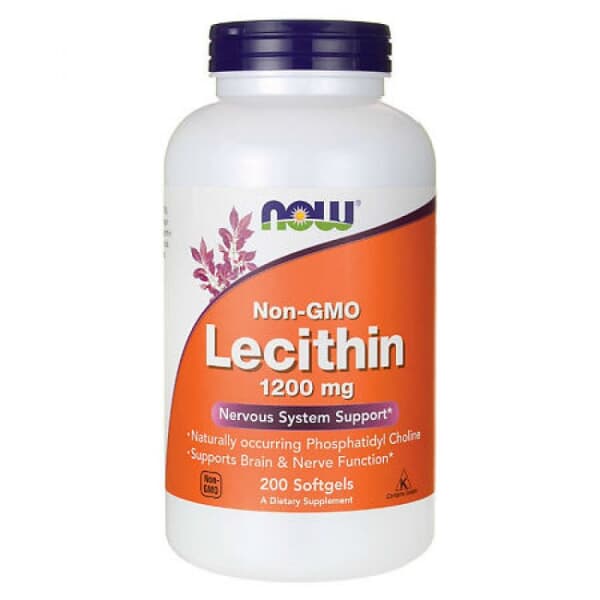 NOW®
Non-GMO
Lecithin
1200 mg
Nervous System Support*
•Naturally occurring Phosphatidyl Choline
•Supports Brain & Nerve Function*
200 Softgels
A Dietary Supplement
Non-
GMO
K